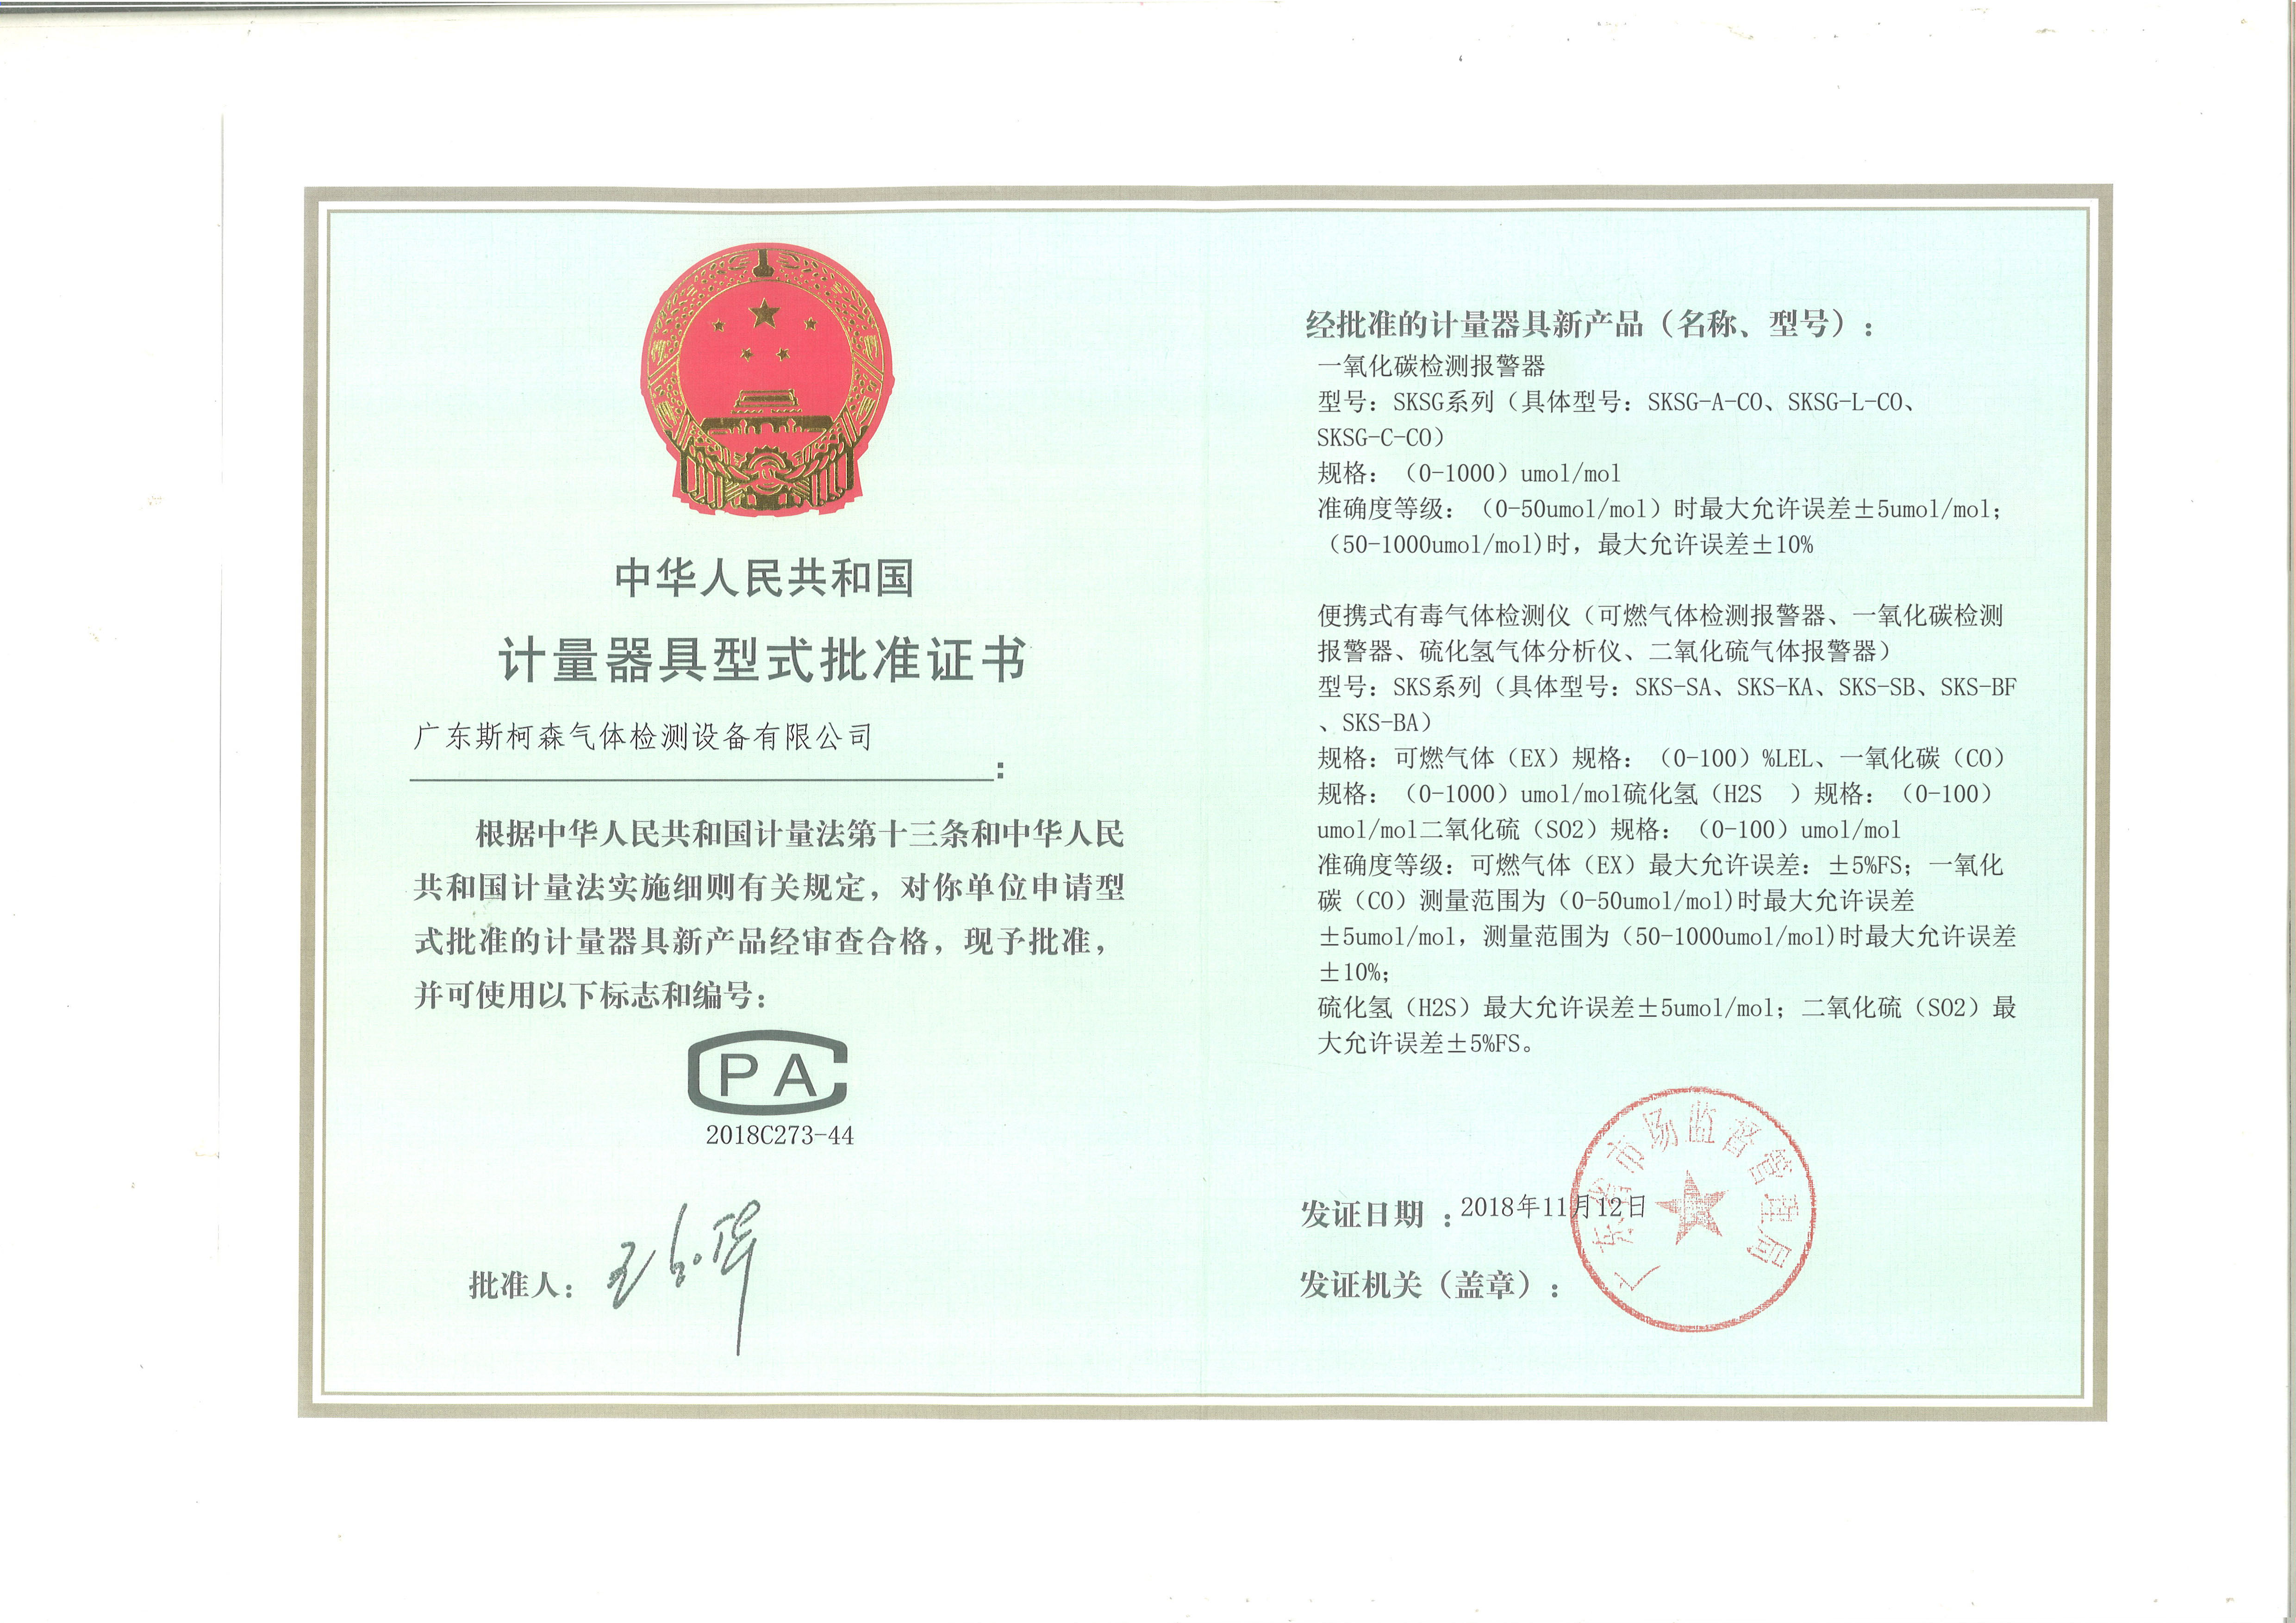 中华人民共和国
计量器具型式批准证书
广东斯柯森气体检测设备有限公司
:
根据中华人民共和国计量法第十三条和中华人民
共和国计量法实施细则有关规定，对你单位申请型
式批准的计量器具新产品经审查合格，现予批准，
并可使用以下标志和编号：
CPA
2018C273-44
批准人：
经批准的计量器具新产品（名称、型号）：
一氧化碳检测报警器
型号：SKSG系列（具体型号：SKSG-A-CO、SKSG-L-CO、
SKSG-C-CO）
规格：（0-1000）umol/mol
准确度等级：（0-50umol/mol）时最大允许误差±5umol/mol；
（50-1000umol/mol)时，最大允许误差±10%
便携式有毒气体检测仪（可燃气体检测报警器、一氧化碳检测
报警器、硫化氢气体分析仪、二氧化硫气体报警器）
型号：SKS系列（具体型号：SKS-SA、SKS-KA、SKS-SB、SKS-BF
、SKS-BA）
规格：可燃气体（EX）规格：（0-100）%LEL、一氧化碳（CO）
规格：（0-1000）umol/mol硫化氢（H2S ）规格：（0-100）
umol/mol二氧化硫（SO2）规格：（0-100）umol/mol
准确度等级：可燃气体（EX）最大允许误差：±5%FS；一氧化
碳（CO）测量范围为（0-50umol/mol)时最大允许误差
±5umol/mol，测量范围为（50-1000umol/mol)时最大允许误差
±10%；
硫化氢（H2S）最大允许误差±5umol/mol；二氧化硫（SO2）最
大允许误差±5%FS。
发证日期：2018年11月12日
发证机关（盖章）：
广东省市场监督管理局